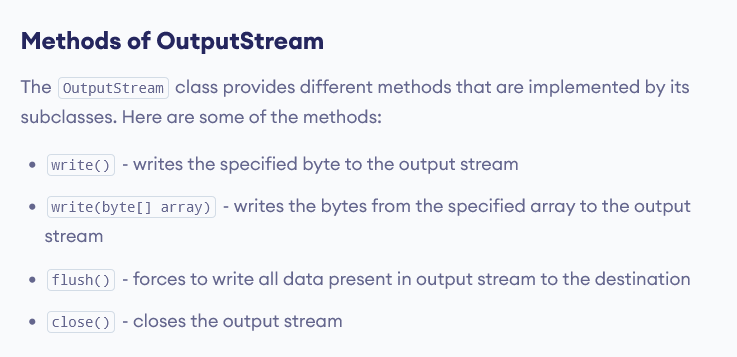 Methods of OutputStream
The OutputStream class provides different methods that are implemented by its
subclasses. Here are some of the methods:
• write() - writes the specified byte to the output stream
• write(byte[] array) - writes the bytes from the specified array to the output
stream
• flush() - forces to write all data present in output stream to the destination
• close() - closes the output stream